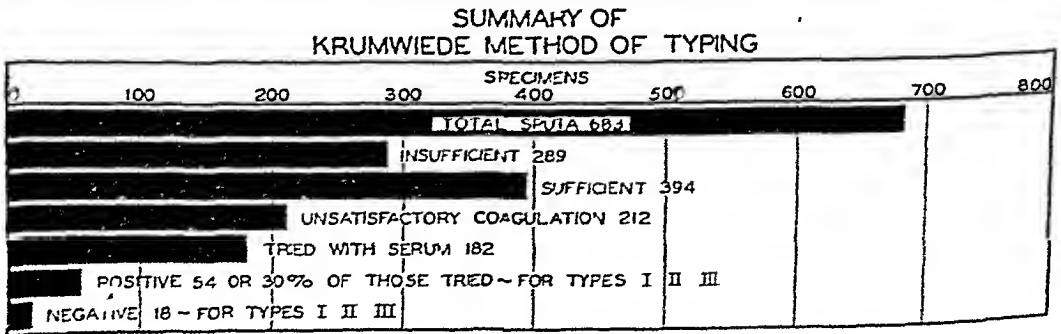 SUMMARY OF
KRUMWIEDE METHOD OF TYPING
SPECIMENS
0 100 200 300 400 500 600 700 800
TOTAL SPUTA 683
INSUFFICIENT 289
SUFFICIENT 394
UNSATISFACTORY COAGULATION 212
TRIED WITH SERUM 182
POSITIVE 54 OR 30% OF THOSE TRIED ~ FOR TYPES I II III
NEGATIVE 18 ~ FOR TYPES I II III